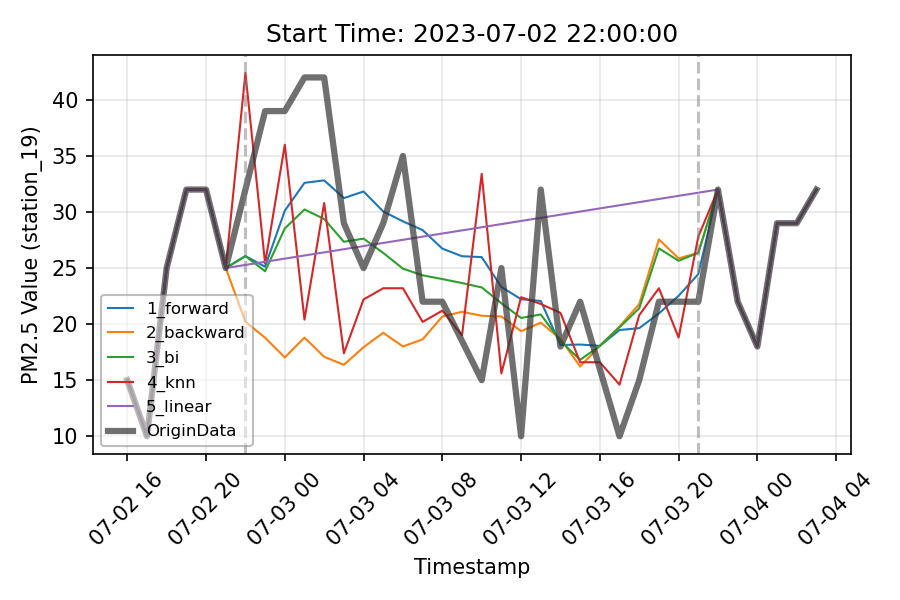 Start Time: 2023-07-02 22:00:00
PM2.5 Value (station_19)
40
35
30
25
20
15
10
1_forward
2_backward
3_bi
4_knn
5_linear
OriginData
07-02 16
07-02 20
07-03 00
07-03 04
07-03 08
07-03 12
07-03 16
07-03 20
07-04 00
07-04 04
Timestamp